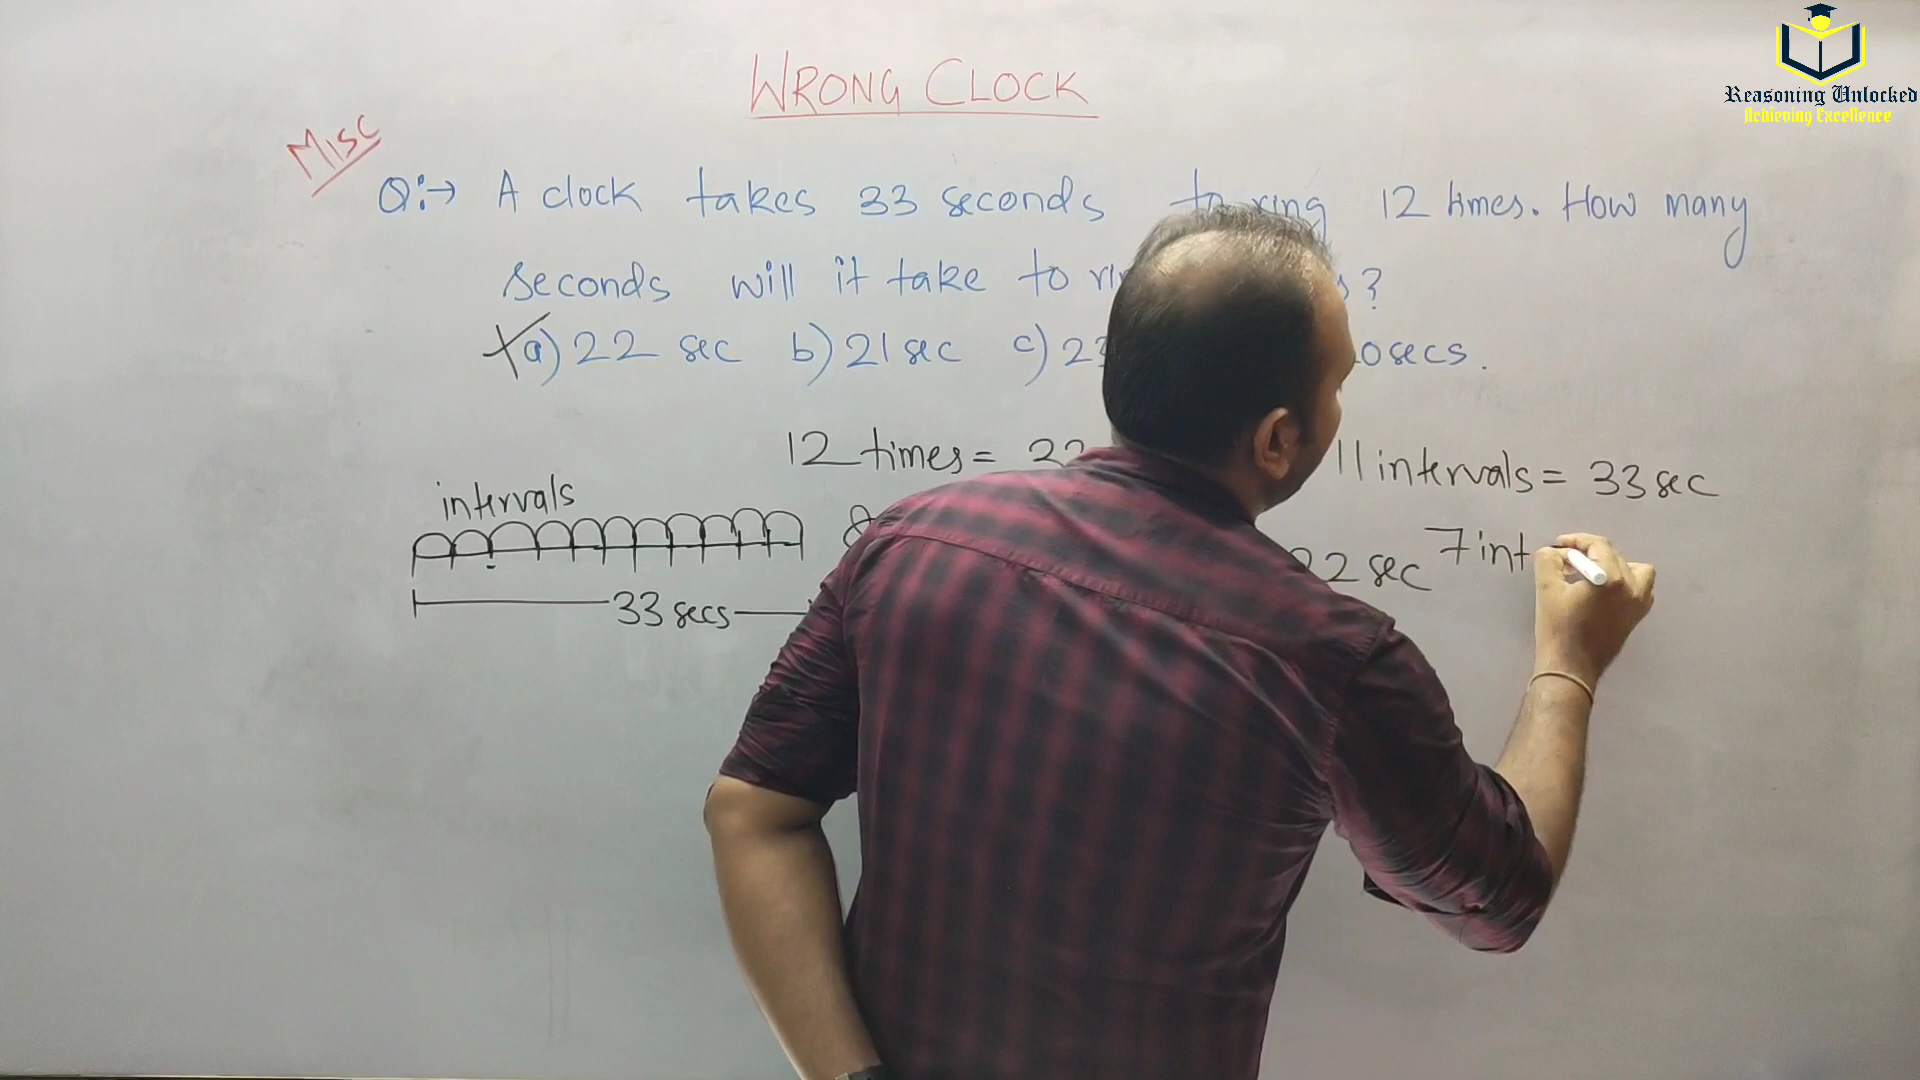 WRONG CLOCK
Reasoning Unlocked
Achieving Excellence
Misc
Q:→ A clock takes 33 seconds to ring 12 times. How many
seconds will it take to ?
a) 22 sec b) 21 sec c) secs.
12 times = 11 intervals = 33 sec
intervals
22 sec 7 int
33 secs